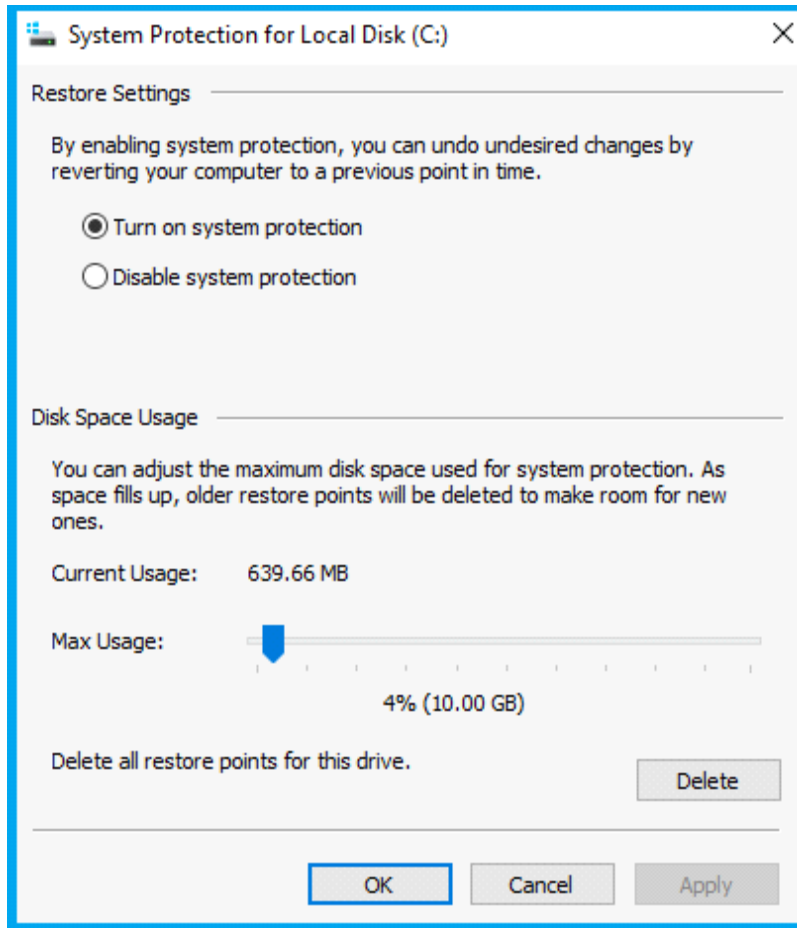 System Protection for Local Disk (C:)
Restore Settings
By enabling system protection, you can undo undesired changes by
reverting your computer to a previous point in time.
Turn on system protection
Disable system protection
Disk Space Usage
You can adjust the maximum disk space used for system protection. As
space fills up, older restore points will be deleted to make room for new
ones.
Current Usage: 639.66 MB
Max Usage:
4% (10.00 GB)
Delete all restore points for this drive.
Delete
OK Cancel Apply